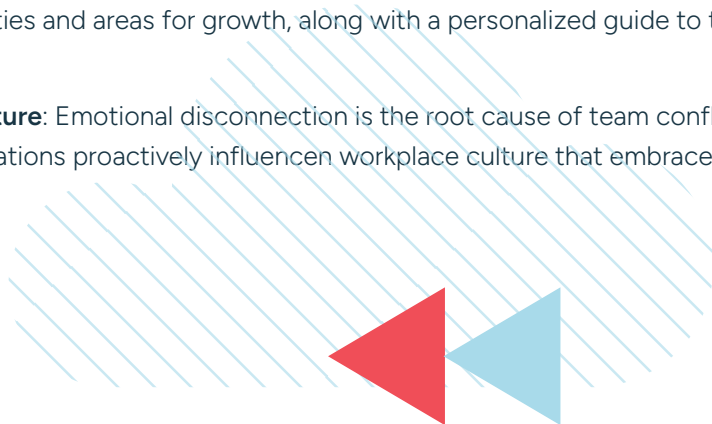 ties and areas for growth, along with a personalized guide to t
ture: Emotional disconnection is the root cause of team confl
ations proactively influencen workplace culture that embrace